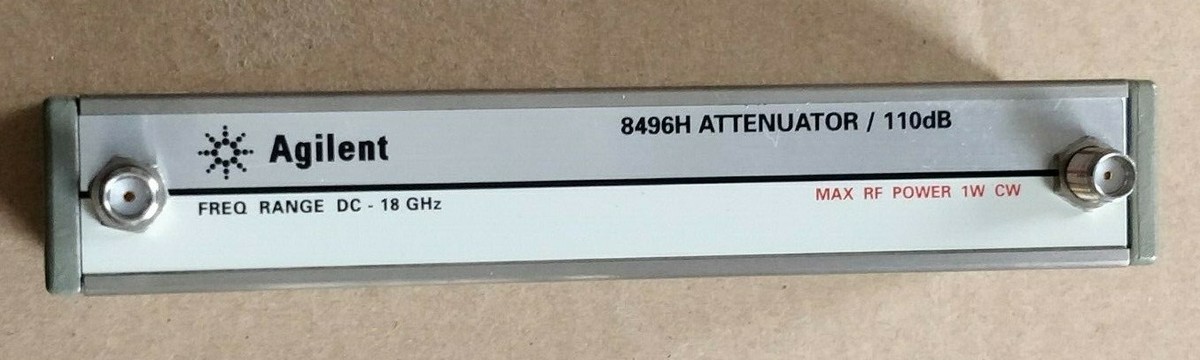 Agilent
8496H ATTENUATOR / 110dB
FREQ RANGE DC - 18 GHz
MAX RF POWER 1W CW